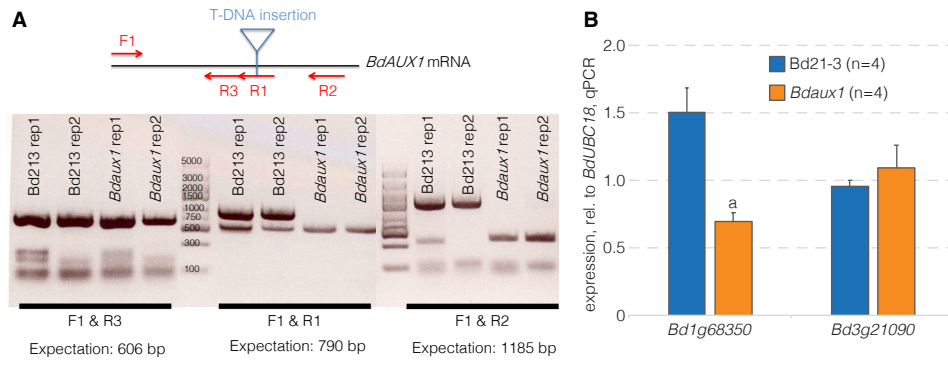 A
T-DNA insertion
F1
BdAUX1 mRNA
R3
R1
R2
Bd213 rep1
Bd213 rep2
Bdaux1 rep1
Bdaux1 rep2
5000
3000
2000
1500
1000
750
500
300
100
Bd213 rep1
Bd213 rep2
Bdaux1 rep1
Bdaux1 rep2
Bd213 rep1
Bd213 rep2
Bdaux1 rep1
Bdaux1 rep2
F1 & R3
Expectation: 606 bp
F1 & R1
Expectation: 790 bp
F1 & R2
Expectation: 1185 bp
B
expression, rel. to BdUBC18, qPCR
2.0
1.5
1.0
0.5
0
Bd21-3 (n=4)
Bdaux1 (n=4)
a
Bd1g68350
Bd3g21090